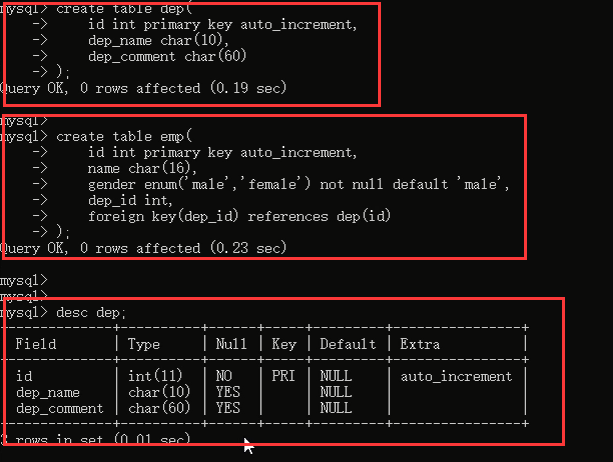 mysql> create table dep(
    ->     id int primary key auto_increment,
    ->     dep_name char(10),
    ->     dep_comment char(60)
    -> );
Query OK, 0 rows affected (0.19 sec)
mysql>
mysql> create table emp(
    ->     id int primary key auto_increment,
    ->     name char(16),
    ->     gender enum('male','female') not null default 'male',
    ->     dep_id int,
    ->     foreign key(dep_id) references dep(id)
    -> );
Query OK, 0 rows affected (0.23 sec)
mysql>
mysql>
mysql> desc dep;
--------------+----------+------+-----+---------+----------------+
 Field        | Type     | Null | Key | Default | Extra          |
--------------+----------+------+-----+---------+----------------+
 id           | int(11)  | NO   | PRI | NULL    | auto_increment |
 dep_name     | char(10) | YES  |     | NULL    |                |
 dep_comment  | char(60) | YES  |     | NULL    |                |
--------------+----------+------+-----+---------+----------------+
3 rows in set (0.01 sec)